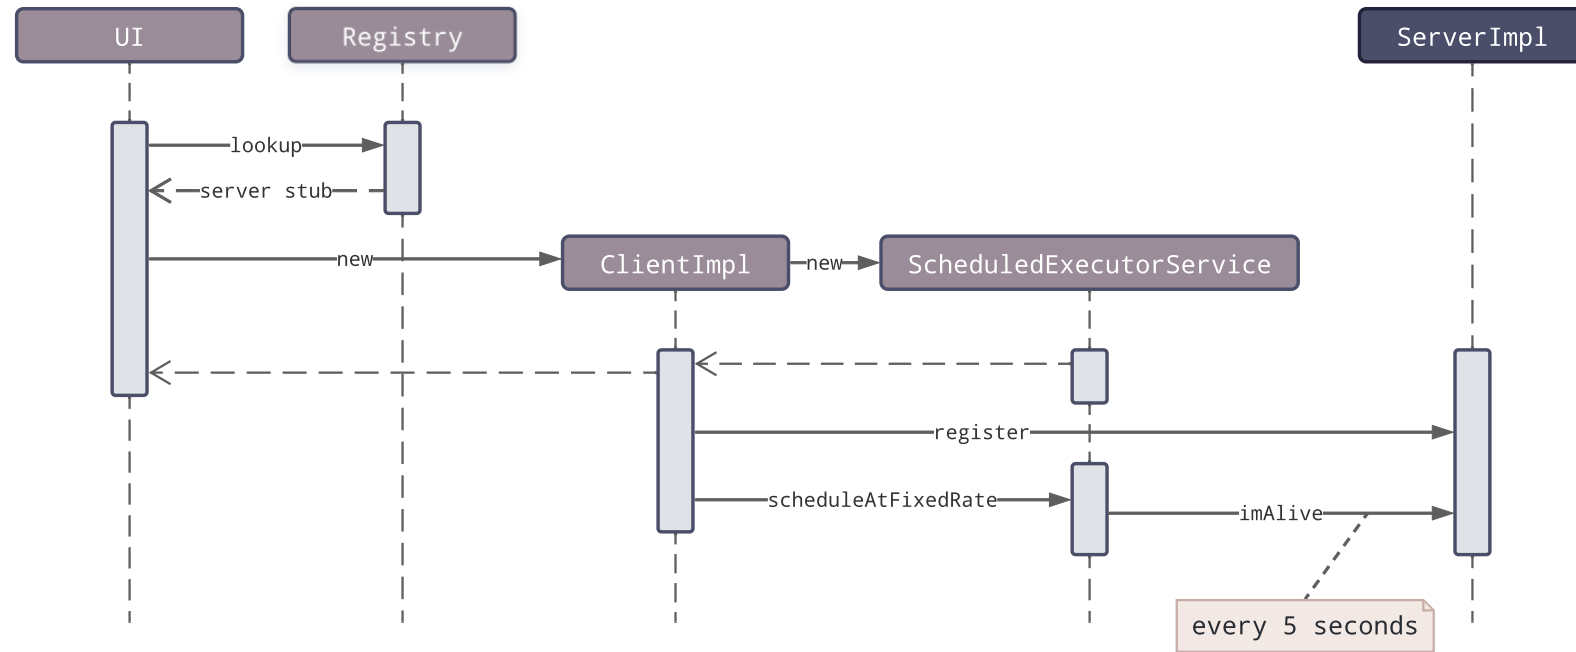 UI
Registry
ServerImpl
lookup
server stub
new
ClientImpl
new
ScheduledExecutorService
register
scheduleAtFixedRate
imAlive
every 5 seconds